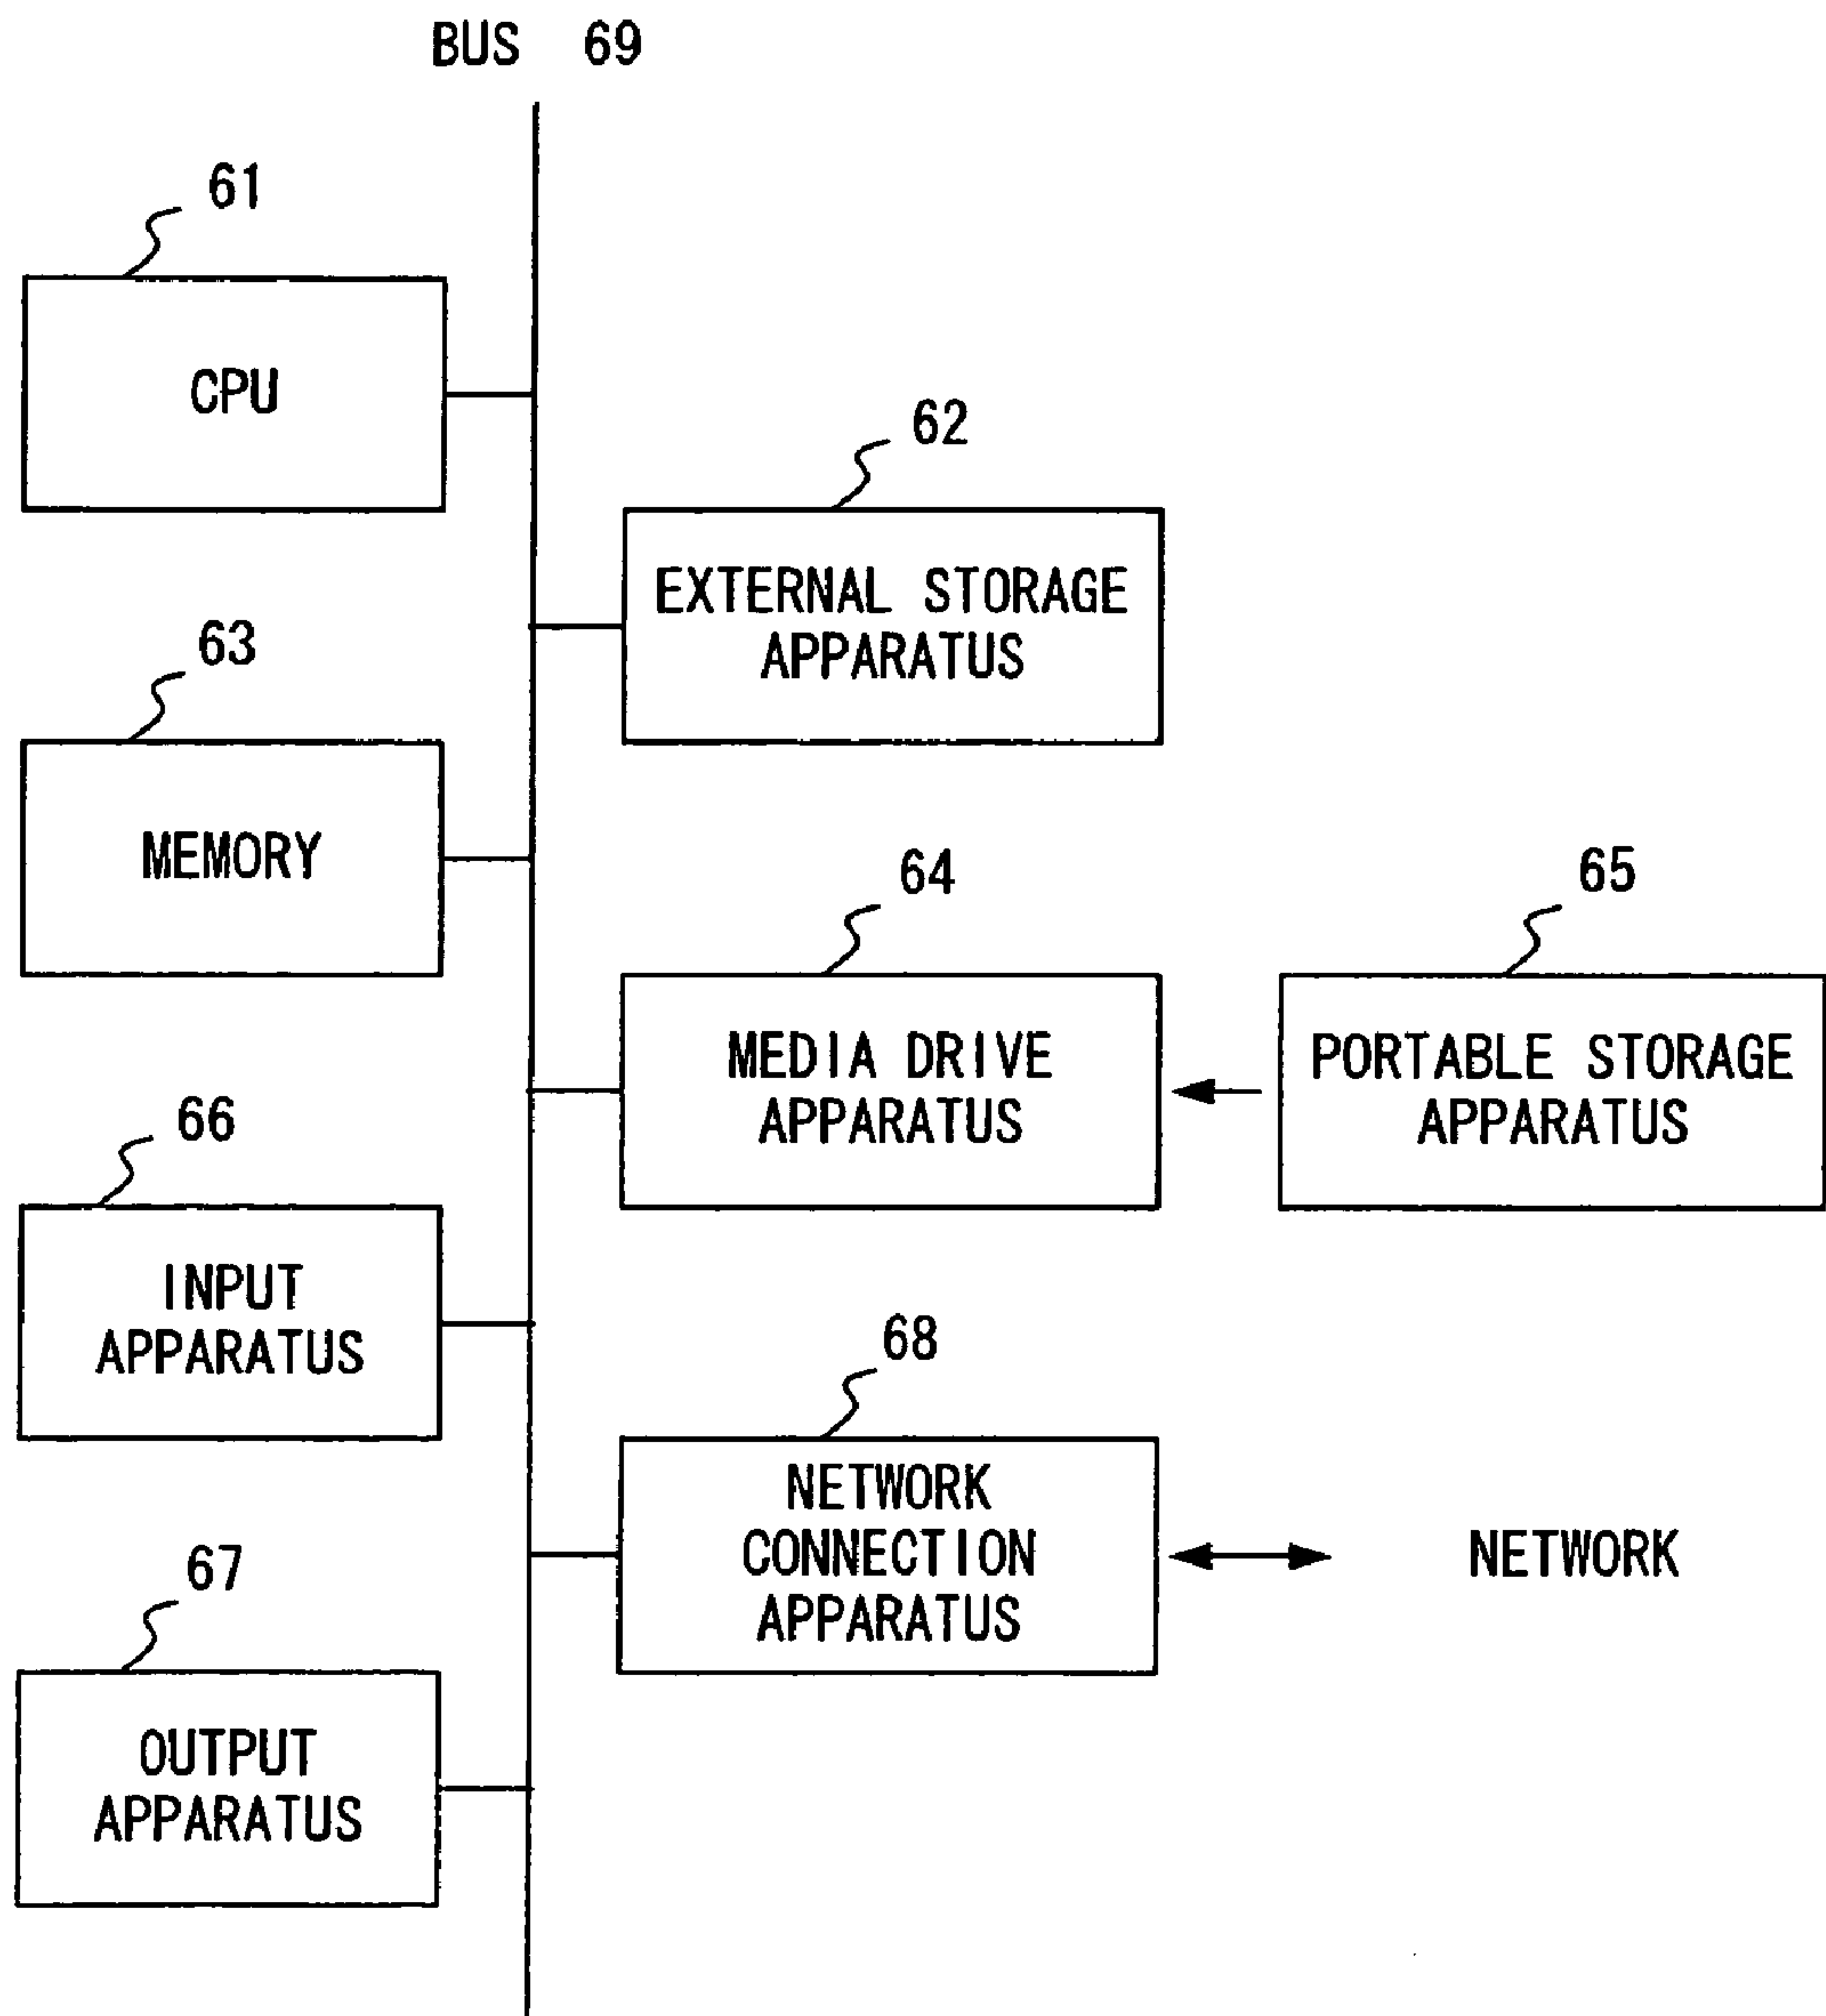 BUS 69
61
CPU
62
EXTERNAL STORAGE
APPARATUS
63
MEMORY
64
MEDIA DRIVE
APPARATUS
65
PORTABLE STORAGE
APPARATUS
66
INPUT
APPARATUS
68
NETWORK
CONNECTION
APPARATUS
NETWORK
67
OUTPUT
APPARATUS